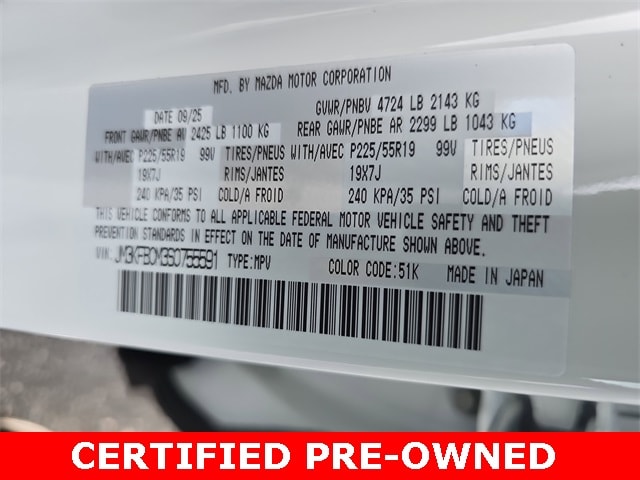 MFD. BY MAZDA MOTOR CORPORATION
DATE 09/25 GVWR/PNBV 4724 LB 2143 KG
FRONT GAWR/PNBE AV 2425 LB 1100 KG REAR GAWR/PNBE AR 2299 LB 1043 KG
WITH/AVEC P225/55R19 99V TIRES/PNEUS WITH/AVEC P225/55R19 99V TIRES/PNEUS
19X7J RIMS/JANTES 19X7J RIMS/JANTES
240 KPA/35 PSI COLD/A FROID 240 KPA/35 PSI COLD/A FROID
THIS VEHICLE CONFORMS TO ALL APPLICABLE FEDERAL MOTOR VEHICLE SAFETY AND THEFT
PREVENTION STANDARDS IN EFFECT ON THE DATE OF MANUFACTURE SHOWN ABOVE.
VIN: TYPE:MPV COLOR CODE:51K MADE IN JAPAN
CERTIFIED PRE-OWNED